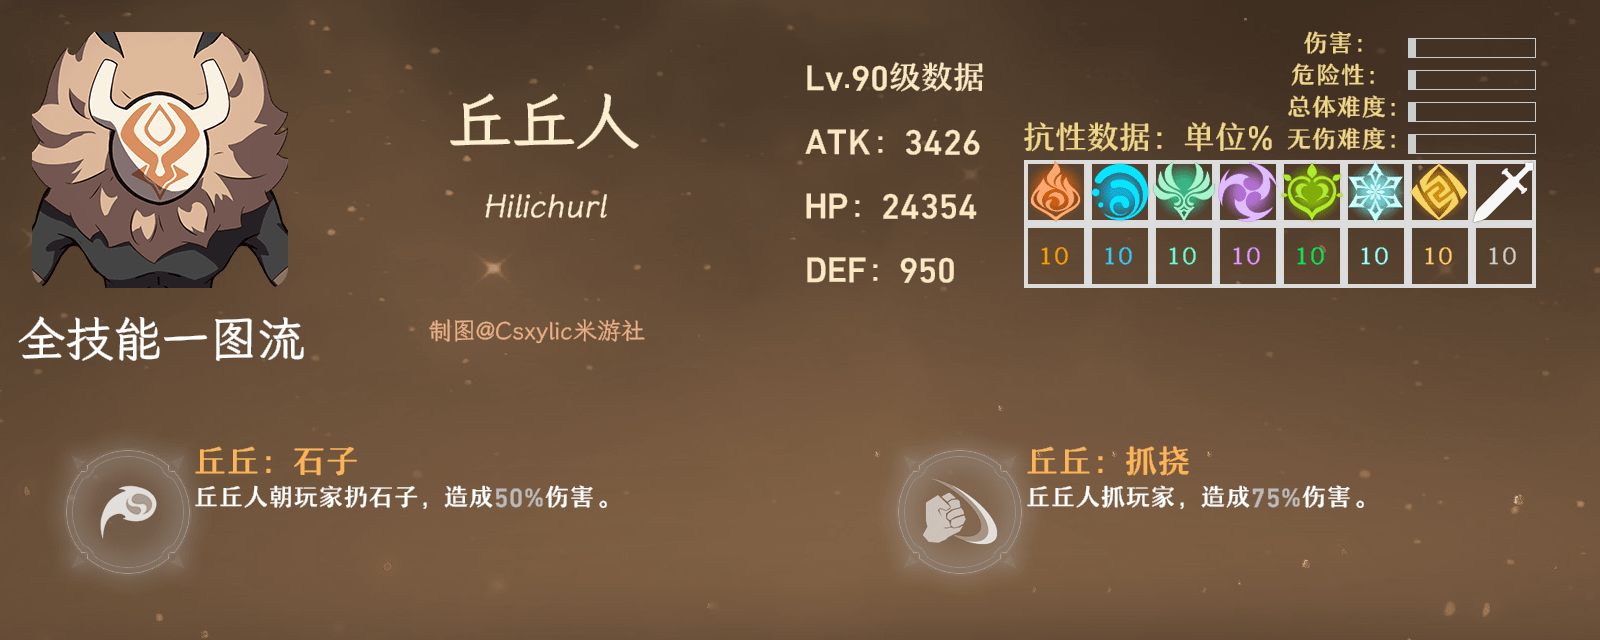 丘丘人
Hilichurl
全技能一图流
制图@Csxylic米游社
Lv.90级数据
ATK：3426
HP：24354
DEF：950
伤害：
危险性：
总体难度：
无伤难度：
抗性数据：单位%
10 10 10 10 10 10 10 10
丘丘：石子
丘丘人朝玩家扔石子，造成50%伤害。
丘丘：抓挠
丘丘人抓玩家，造成75%伤害。